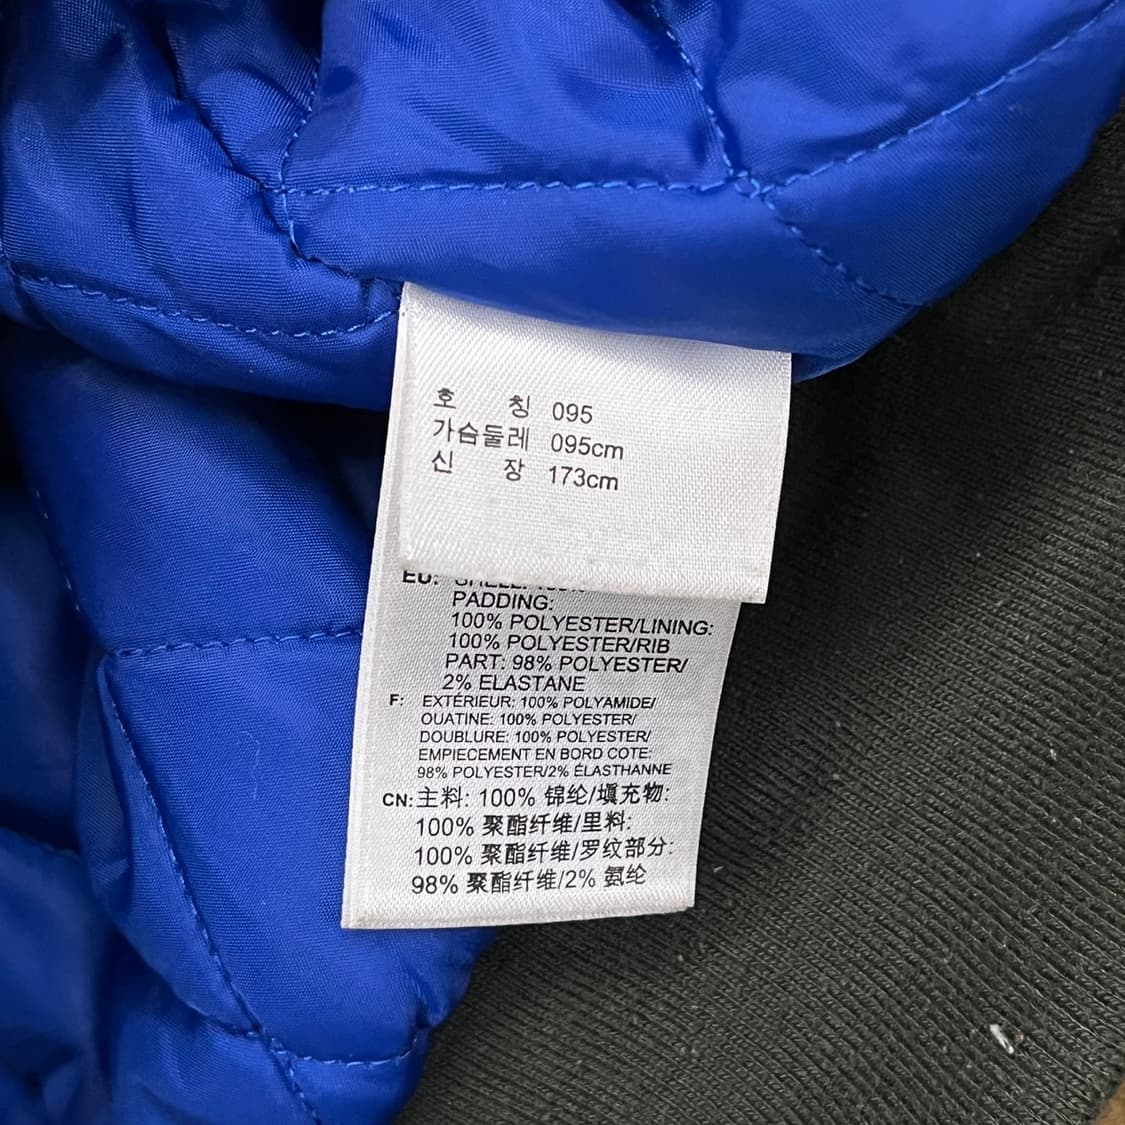 호 칭 095
가슴둘레 095cm
신 장 173cm
EU: SHELL: 100%
PADDING:
100% POLYESTER/LINING:
100% POLYESTER/RIB
PART: 98% POLYESTER/
2% ELASTANE
F: EXTÉRIEUR: 100% POLYAMIDE/
OUATINE: 100% POLYESTER/
DOUBLURE: 100% POLYESTER/
EMPIECEMENT EN BORD COTE:
98% POLYESTER/2% ÉLASTHANNE
CN: 主料: 100% 锦纶/填充物:
100% 聚酯纤维/里料:
100% 聚酯纤维/罗纹部分:
98% 聚酯纤维/2% 氨纶